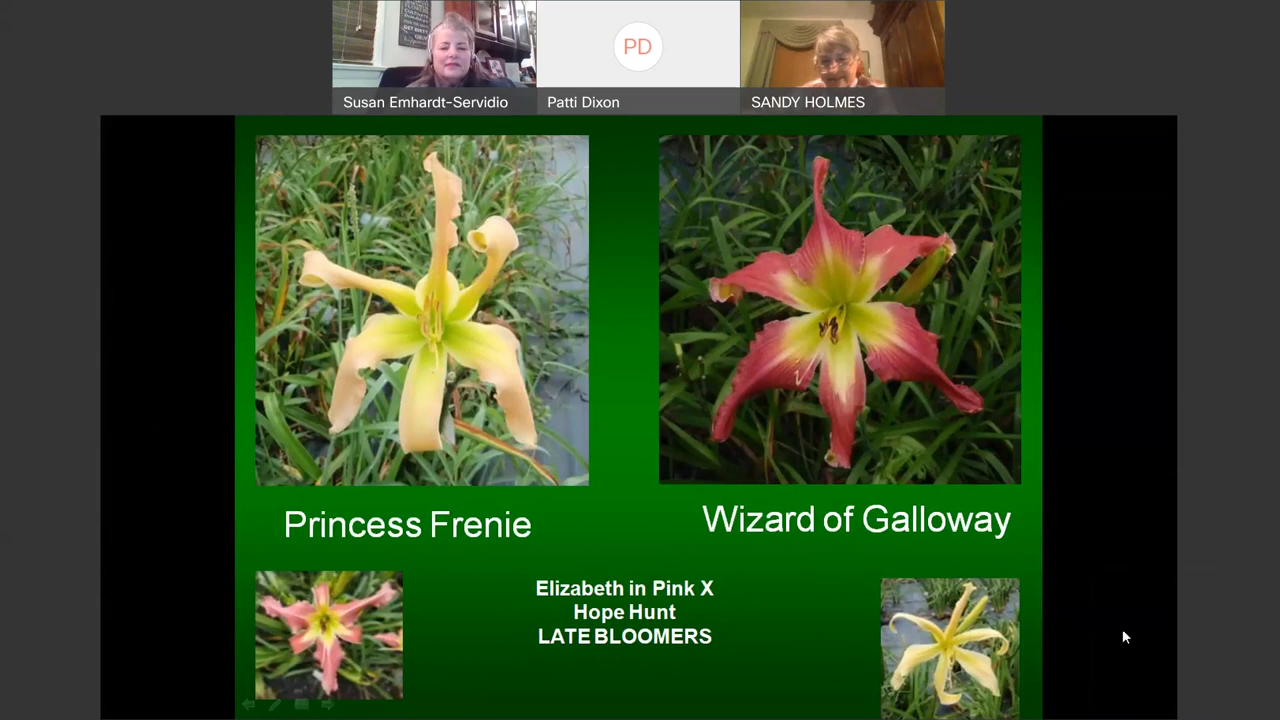 PD
Susan Emhardt-Servidio
Patti Dixon
SANDY HOLMES
Princess Frenie
Wizard of Galloway
Elizabeth in Pink X
Hope Hunt
LATE BLOOMERS